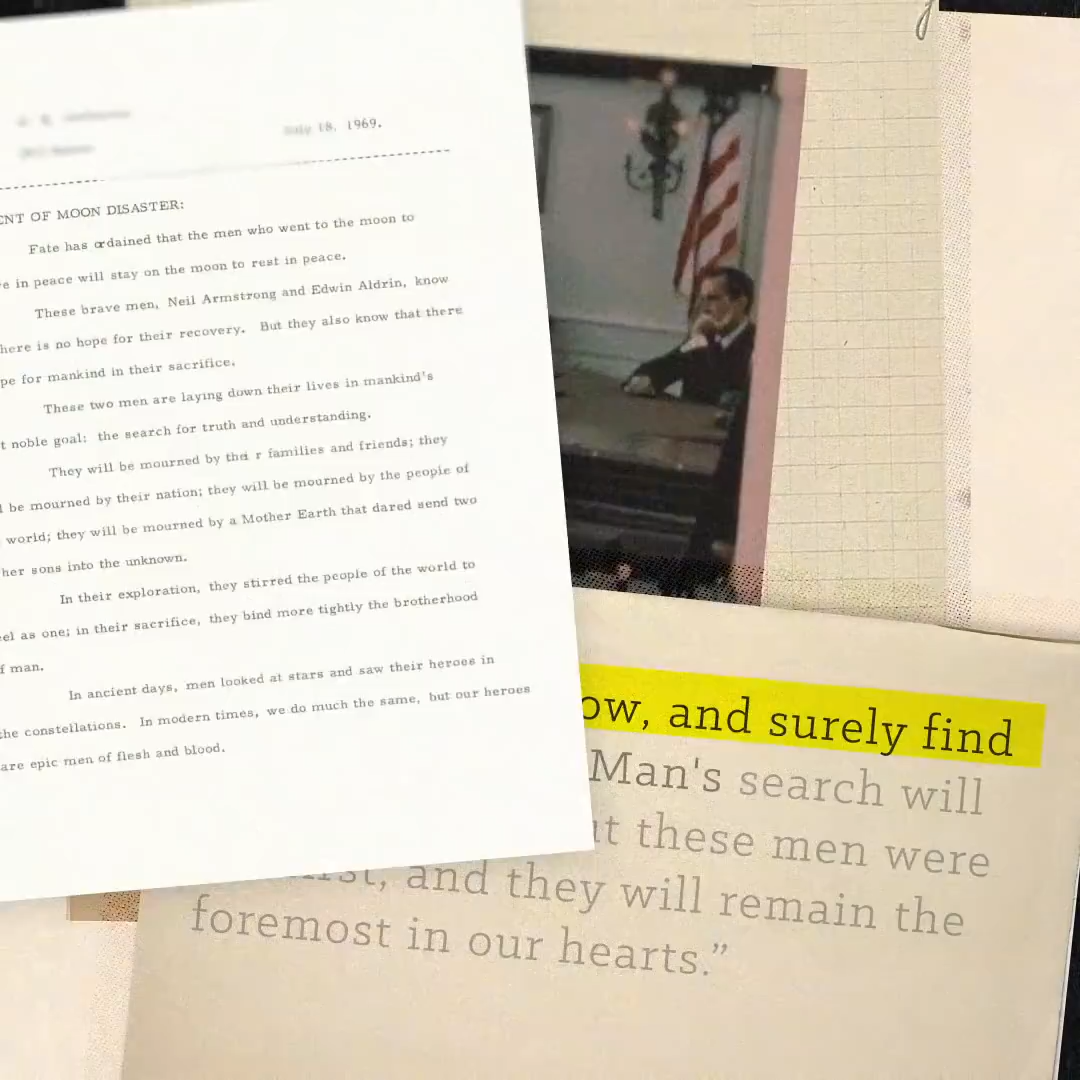 July 18, 1969.
ENT OF MOON DISASTER:
Fate has ordained that the men who went to the moon to
e in peace will stay on the moon to rest in peace.
These brave men, Neil Armstrong and Edwin Aldrin, know
here is no hope for their recovery. But they also know that there
pe for mankind in their sacrifice.
These two men are laying down their lives in mankind's
t noble goal: the search for truth and understanding.
They will be mourned by thei r families and friends; they
l be mourned by their nation; they will be mourned by the people of
world; they will be mourned by a Mother Earth that dared send two
her sons into the unknown.
In their exploration, they stirred the people of the world to
el as one; in their sacrifice, they bind more tightly the brotherhood
f man.
In ancient days, men looked at stars and saw their heroes in
the constellations. In modern times, we do much the same, but our heroes
are epic men of flesh and blood.
ow, and surely find
Man's search will
ut these men were
irst, and they will remain the
foremost in our hearts.”